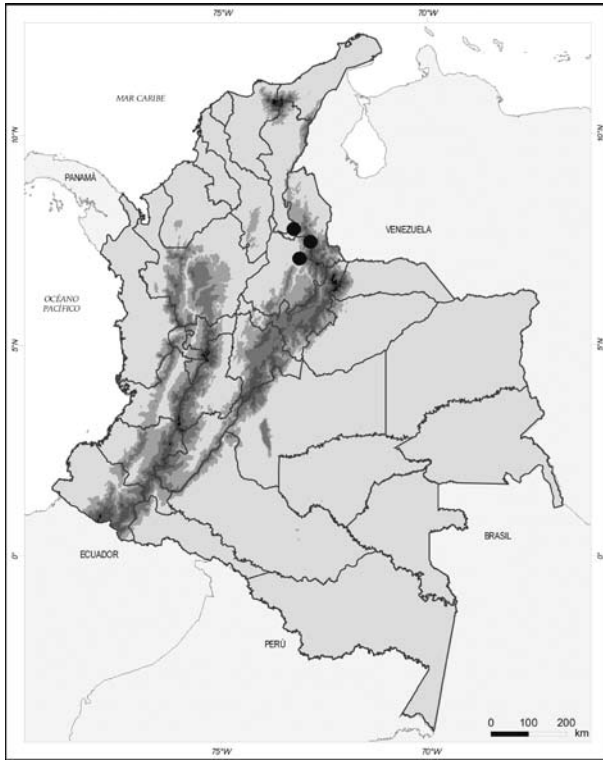 75°W
70°W
MAR CARIBE
10°N
10°N
PANAMÁ
VENEZUELA
OCÉANO
PACÍFICO
5°N
5°N
0°
0°
ECUADOR
BRASIL
PERÚ
0 100 200
km
75°W
70°W